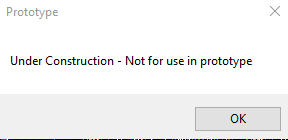 Prototype
Under Construction - Not for use in prototype
OK